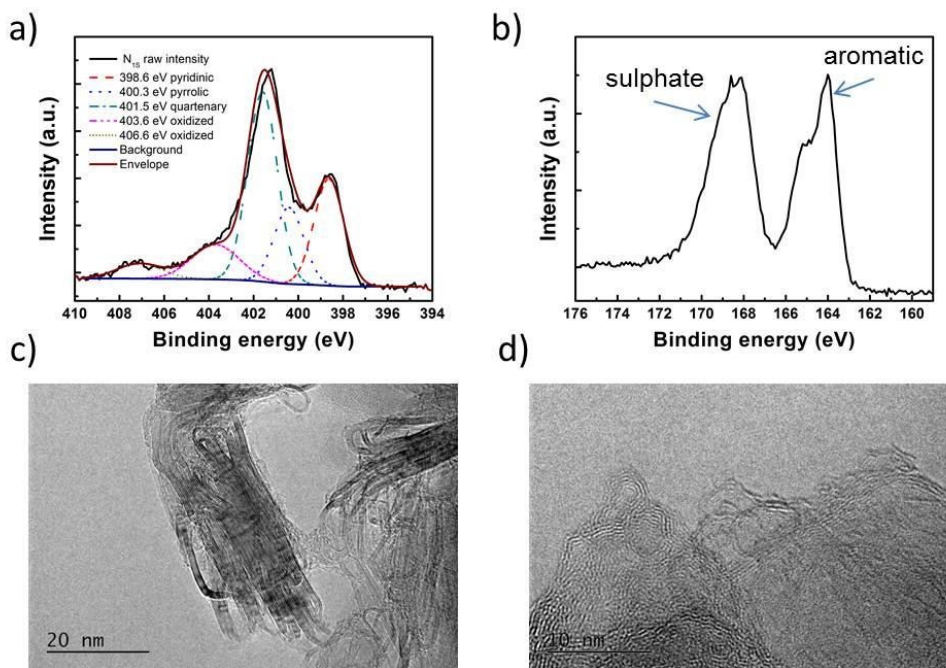 a)
N1S raw intensity
398.6 eV pyridinic
400.3 eV pyrrolic
401.5 eV quartenary
403.6 eV oxidized
406.6 eV oxidized
Background
Envelope
Intensity (a.u.)
410 408 406 404 402 400 398 396 394
Binding energy (eV)
b)
sulphate
aromatic
Intensity (a.u.)
176 174 172 170 168 166 164 162 160
Binding energy (eV)
c)
20 nm
d)
10 nm